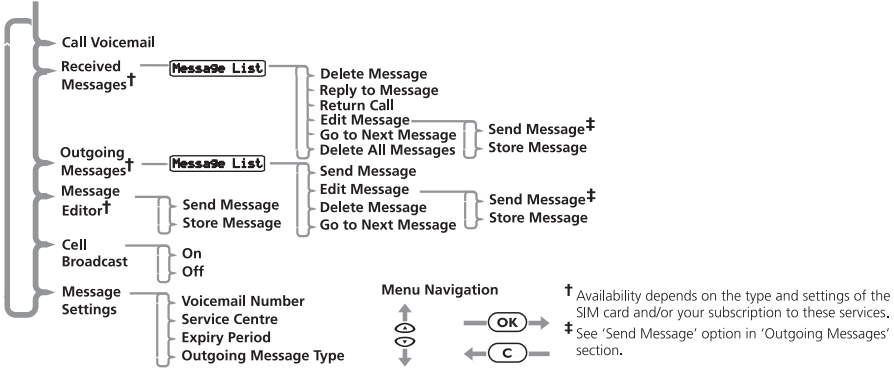 Call Voicemail
Received
Messages†
Message List
Delete Message
Reply to Message
Return Call
Edit Message
Go to Next Message
Delete All Messages
Send Message‡
Store Message
Outgoing
Messages†
Message List
Send Message
Edit Message
Delete Message
Go to Next Message
Send Message‡
Store Message
Message
Editor†
Send Message
Store Message
Cell
Broadcast
On
Off
Message
Settings
Voicemail Number
Service Centre
Expiry Period
Outgoing Message Type
Menu Navigation
OK
C
† Availability depends on the type and settings of the
SIM card and/or your subscription to these services.
‡ See 'Send Message' option in 'Outgoing Messages'
section.